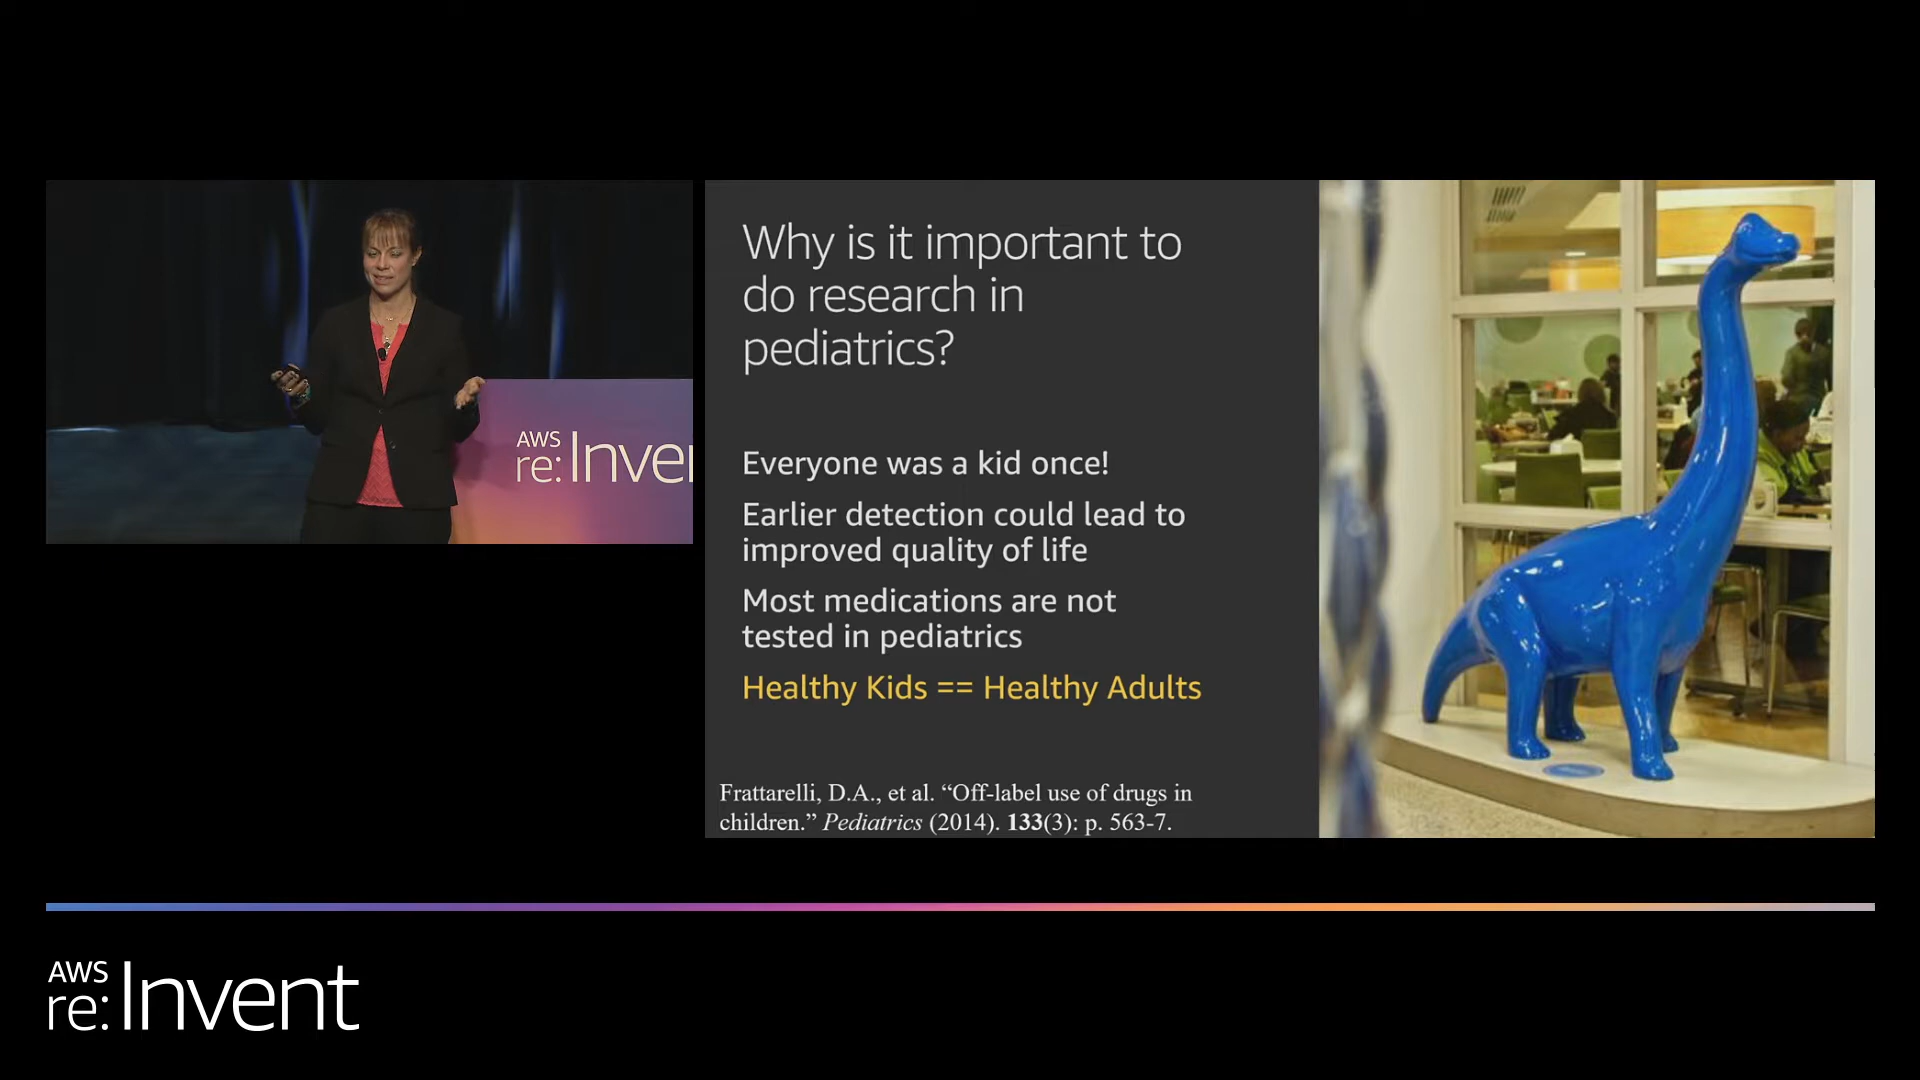 AWS
re:Inve
Why is it important to
do research in
pediatrics?
Everyone was a kid once!
Earlier detection could lead to
improved quality of life
Most medications are not
tested in pediatrics
Healthy Kids == Healthy Adults
Frattarelli, D.A., et al. “Off-label use of drugs in
children.” Pediatrics (2014). 133(3): p. 563-7.
AWS
re:Invent